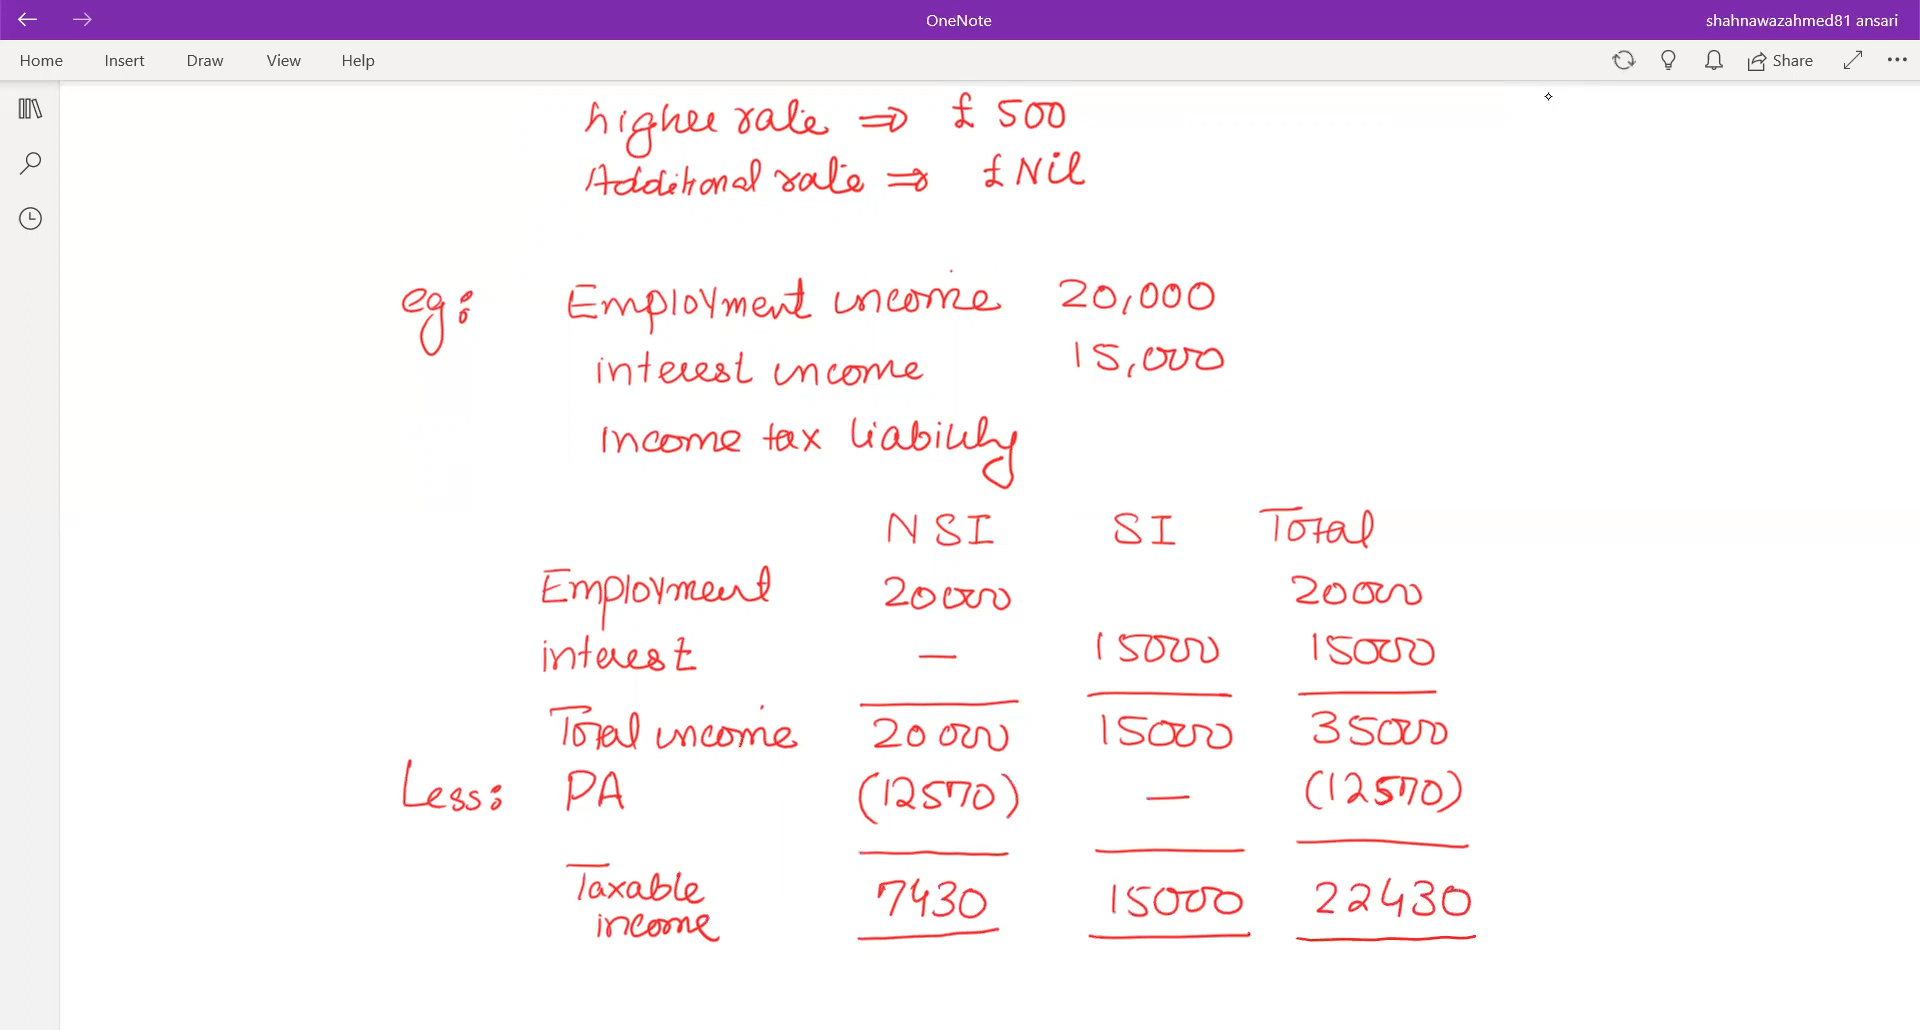 OneNote
shahnawazahmed81 ansari
Home Insert Draw View Help Share
higher rate ⇒ £ 500
Additional rate ⇒ £ Nil
eg: Employment income 20,000
interest income 15,000
income tax liability
NSI SI Total
Employment 20000 20000
interest — 15000 15000
Total income 20000 15000 35000
Less: PA (12570) — (12570)
Taxable income 7430 15000 22430